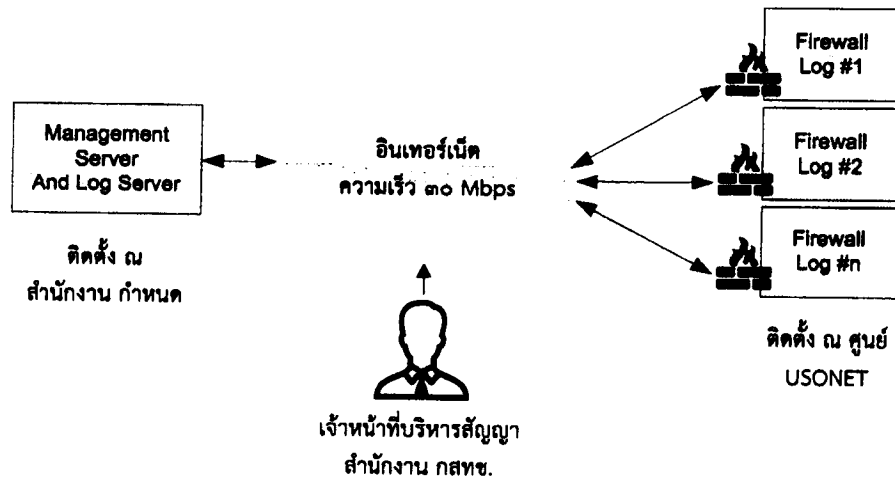 Management
Server
And Log Server
ติดตั้ง ณ
สำนักงาน กำหนด
อินเทอร์เน็ต
ความเร็ว ๓๐ Mbps
เจ้าหน้าที่บริหารสัญญา
สำนักงาน กสทช.
Firewall
Log #1
Firewall
Log #2
Firewall
Log #n
ติดตั้ง ณ ศูนย์
USONET